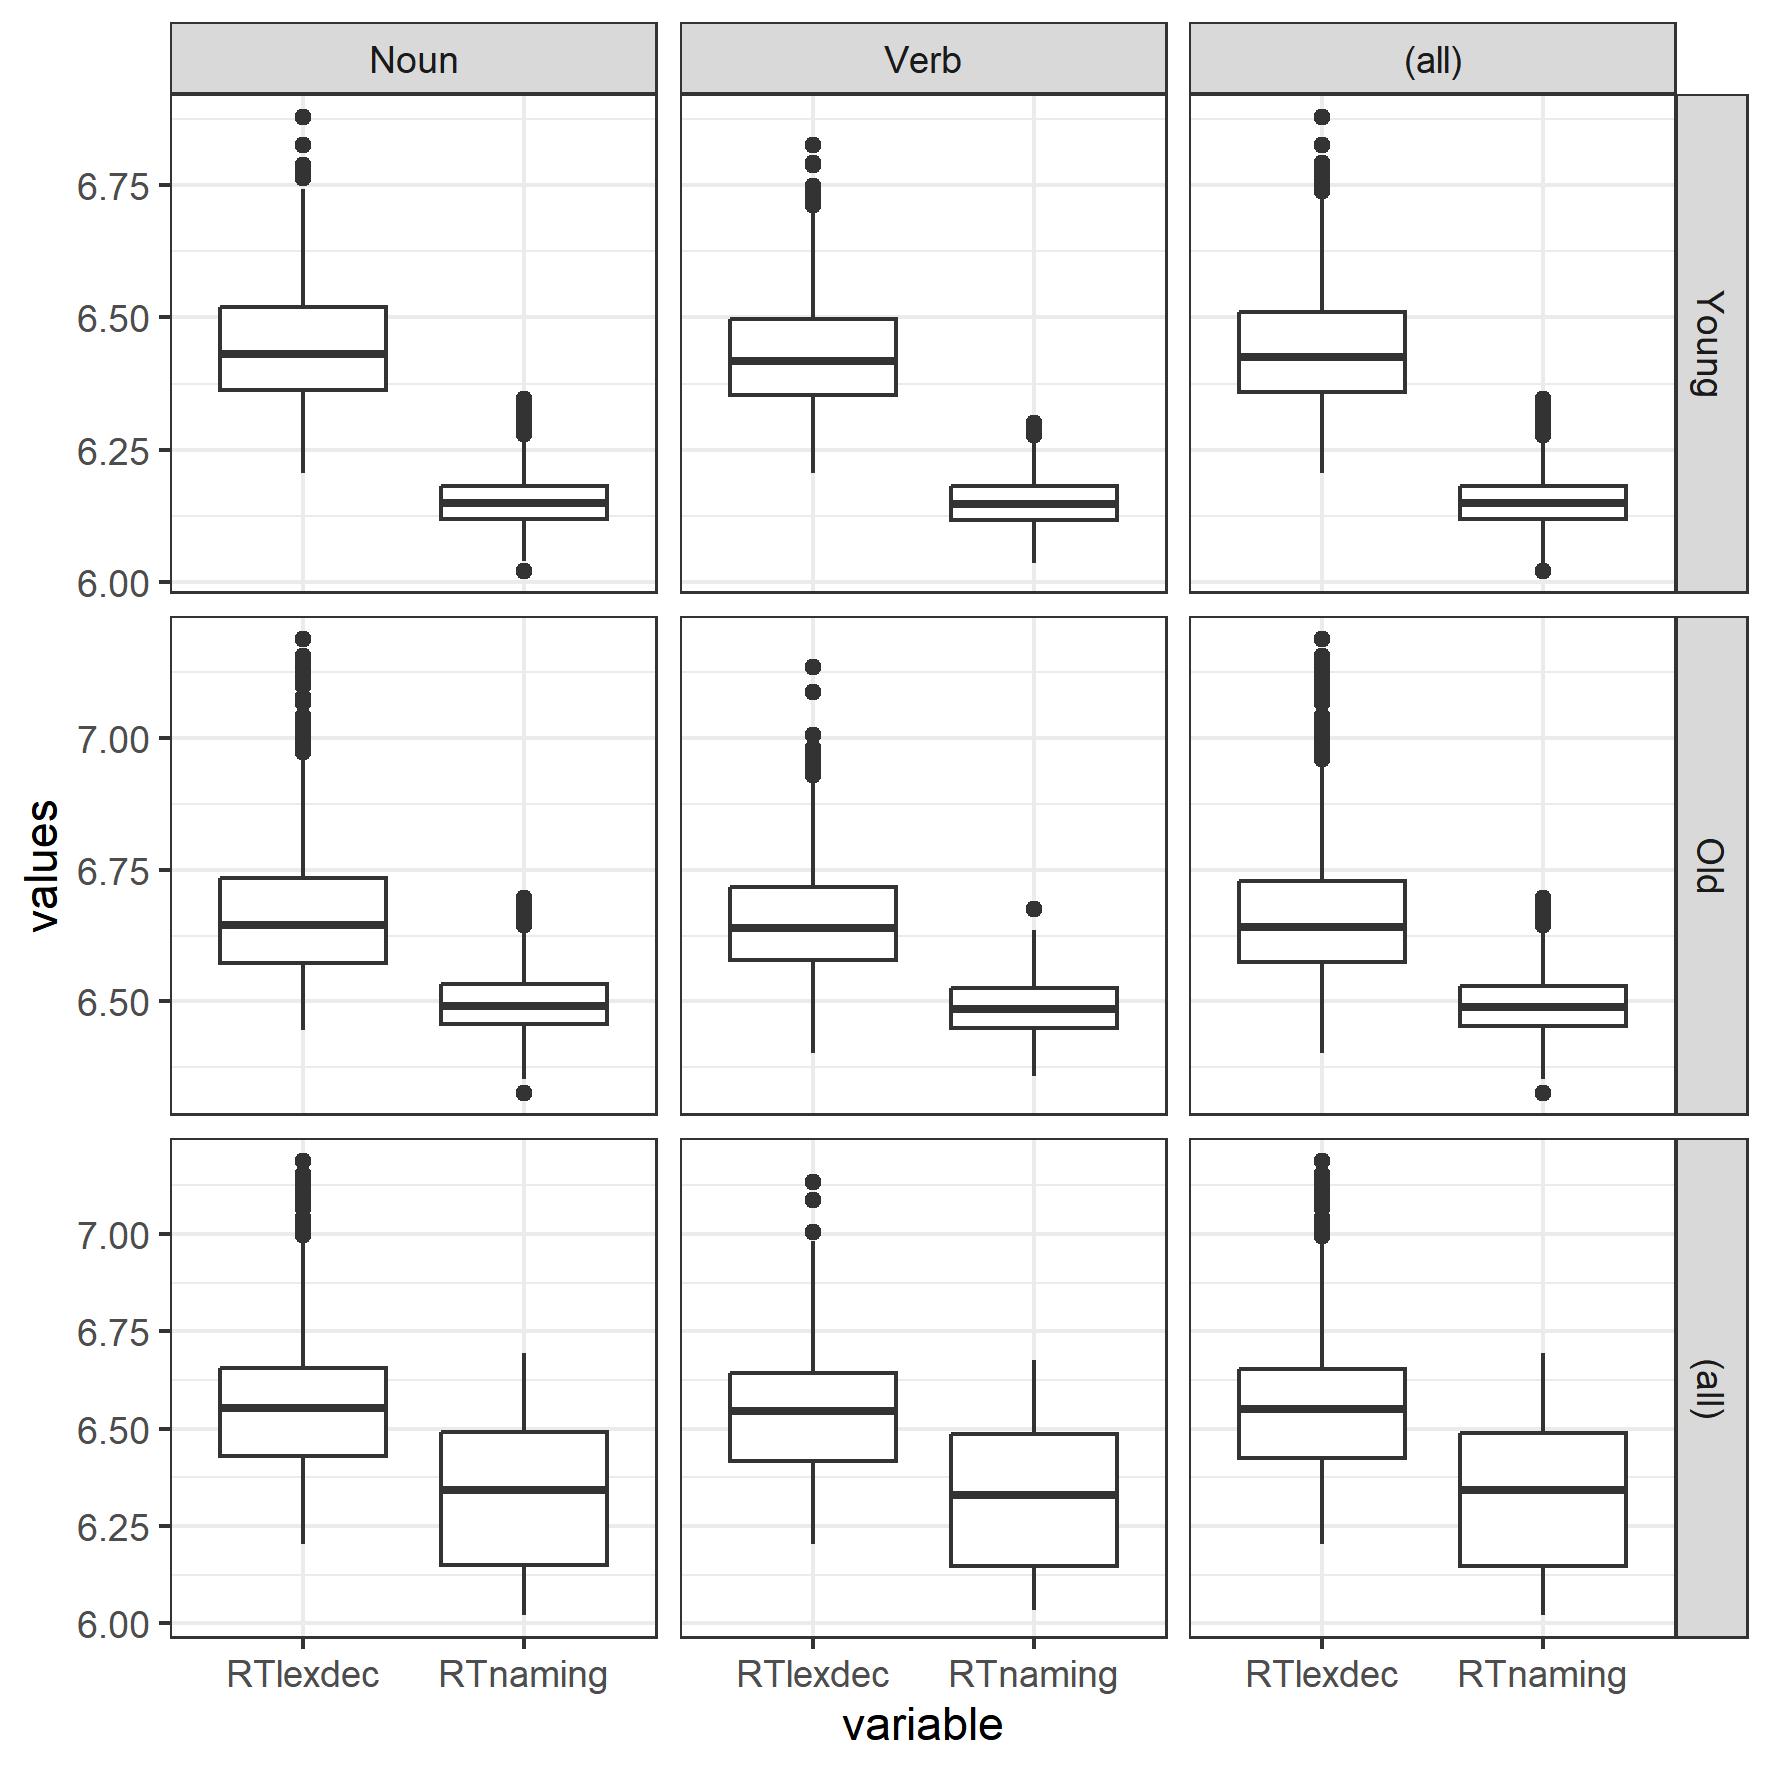 Noun Verb (all)
6.75
6.50
6.25
6.00
Young
7.00
6.75
6.50
Old
values
7.00
6.75
6.50
6.25
6.00
(all)
RTlexdec RTnaming RTlexdec RTnaming RTlexdec RTnaming
variable